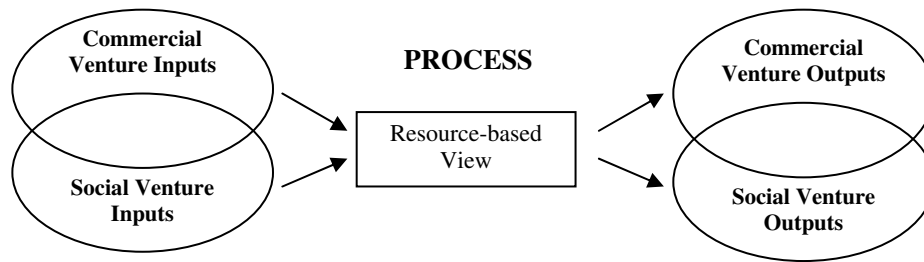 Commercial
Venture Inputs
Social Venture
Inputs
PROCESS
Resource-based
View
Commercial
Venture Outputs
Social Venture
Outputs